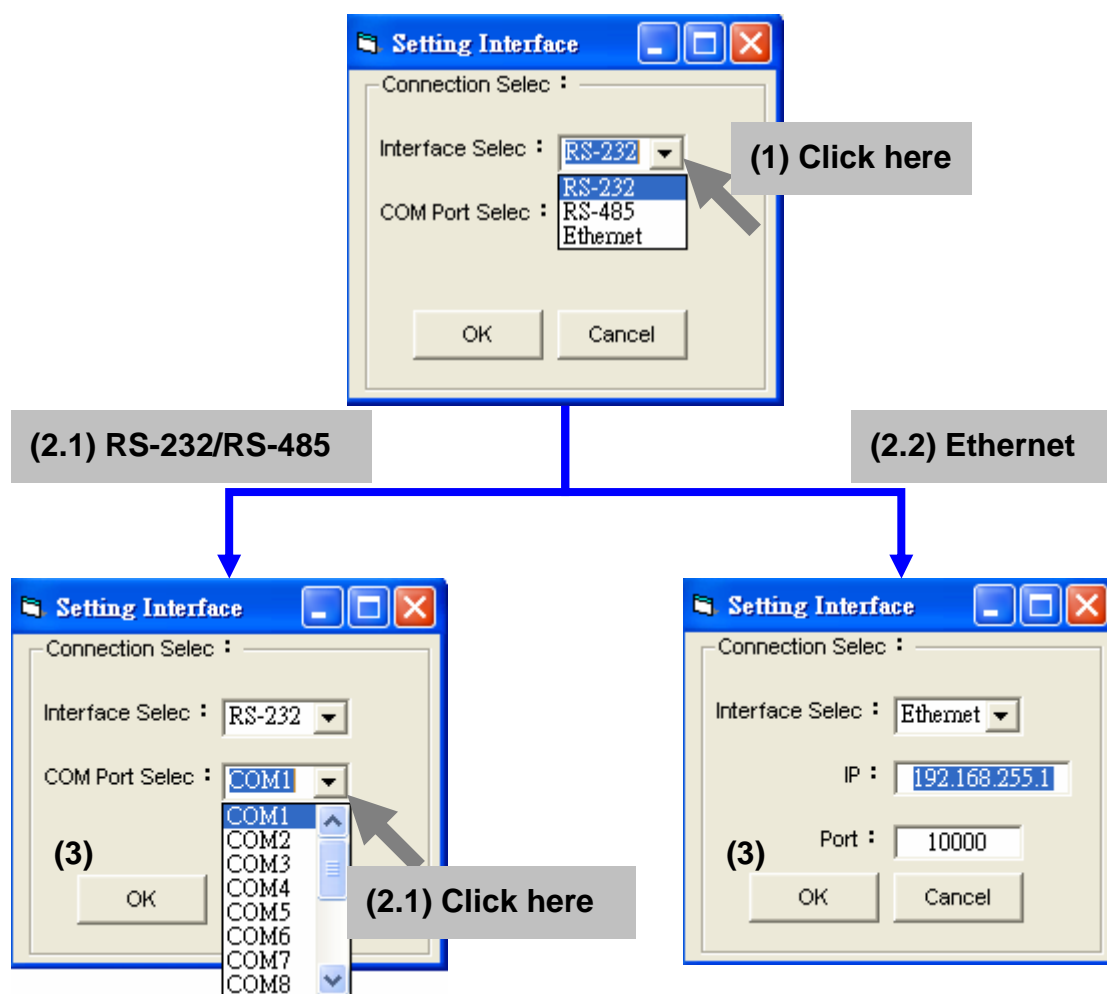 Setting Interface
Connection Selec：
Interface Selec： RS-232
(1) Click here
RS-232
COM Port Selec： RS-485
Ethernet
OK Cancel
(2.1) RS-232/RS-485
(2.2) Ethernet
Setting Interface
Connection Selec：
Interface Selec： RS-232
COM Port Selec： COM1
COM1
COM2
COM3
COM4
COM5
COM6
COM7
COM8
(3)
OK
(2.1) Click here
Setting Interface
Connection Selec：
Interface Selec： Ethernet
IP： 192.168.255.1
Port： 10000
(3)
OK Cancel